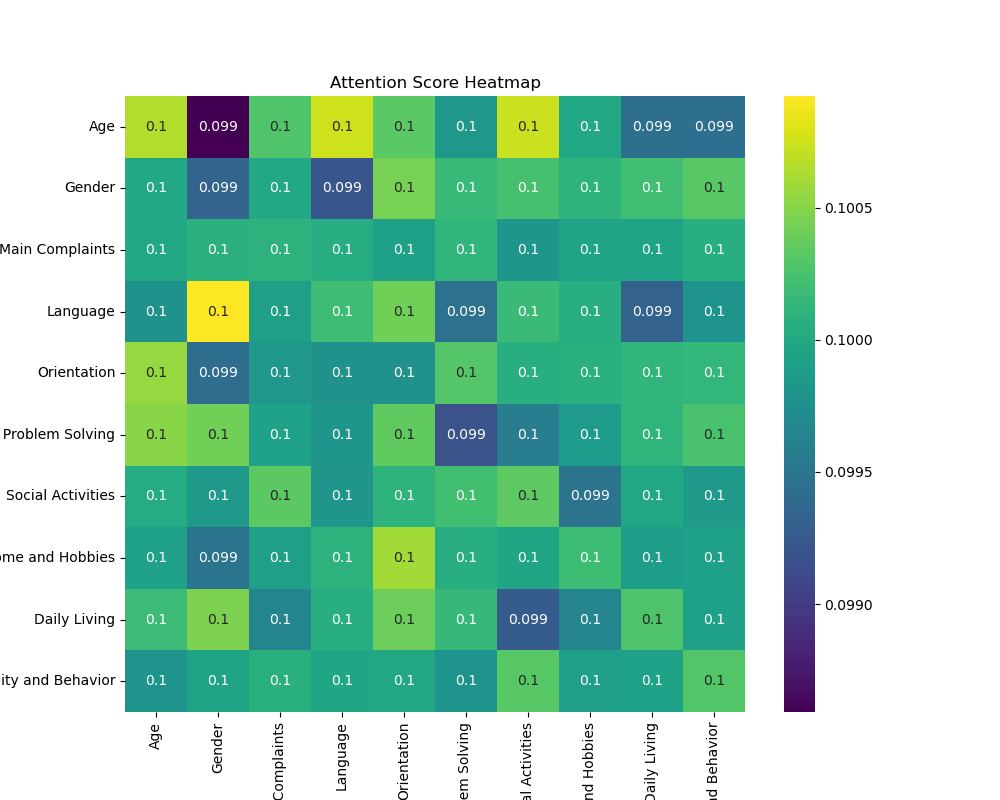 Attention Score Heatmap
Age 0.1 0.099 0.1 0.1 0.1 0.1 0.1 0.1 0.099 0.099
Gender 0.1 0.099 0.1 0.099 0.1 0.1 0.1 0.1 0.1 0.1
Main Complaints 0.1 0.1 0.1 0.1 0.1 0.1 0.1 0.1 0.1 0.1
Language 0.1 0.1 0.1 0.1 0.1 0.099 0.1 0.1 0.099 0.1
Orientation 0.1 0.099 0.1 0.1 0.1 0.1 0.1 0.1 0.1 0.1
Problem Solving 0.1 0.1 0.1 0.1 0.1 0.099 0.1 0.1 0.1 0.1
Social Activities 0.1 0.1 0.1 0.1 0.1 0.1 0.1 0.099 0.1 0.1
ome and Hobbies 0.1 0.099 0.1 0.1 0.1 0.1 0.1 0.1 0.1 0.1
Daily Living 0.1 0.1 0.1 0.1 0.1 0.1 0.099 0.1 0.1 0.1
ity and Behavior 0.1 0.1 0.1 0.1 0.1 0.1 0.1 0.1 0.1 0.1
Age
Gender
Complaints
Language
Orientation
em Solving
al Activities
nd Hobbies
Daily Living
nd Behavior
0.1005
0.1000
0.0995
0.0990